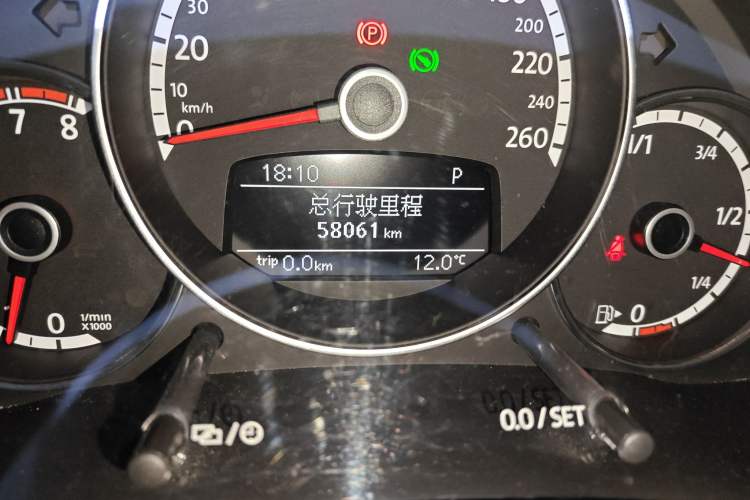 30
20
10
km/h
0
200
220
240
260
P
7
8
0
1/min
X1000
18:10 P
总行驶里程
58061 km
trip 0.0 km 12.0°C
1/1
3/4
1/2
1/4
0
0.0/SET